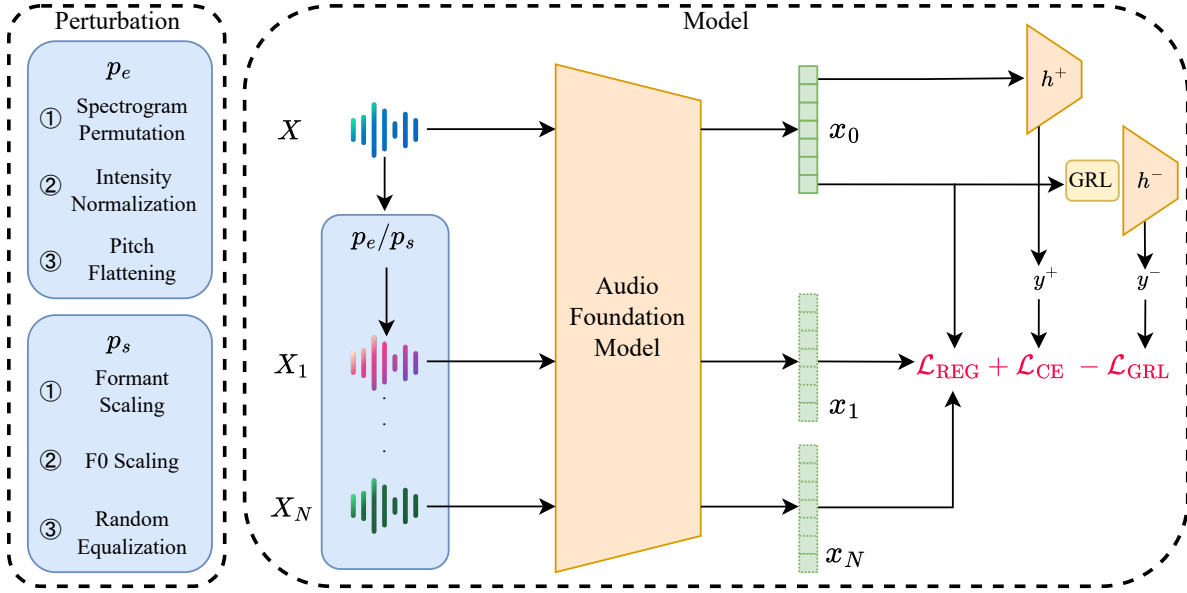 Perturbation
p_e
① Spectrogram
Permutation
② Intensity
Normalization
③ Pitch
Flattening
p_s
① Formant
Scaling
② F0 Scaling
③ Random
Equalization
Model
X
p_e/p_s
X_1
.
.
.
X_N
Audio
Foundation
Model
x_0
x_1
x_N
h^+
GRL
h^-
y^+
y^-
ℒ_REG + ℒ_CE - ℒ_GRL